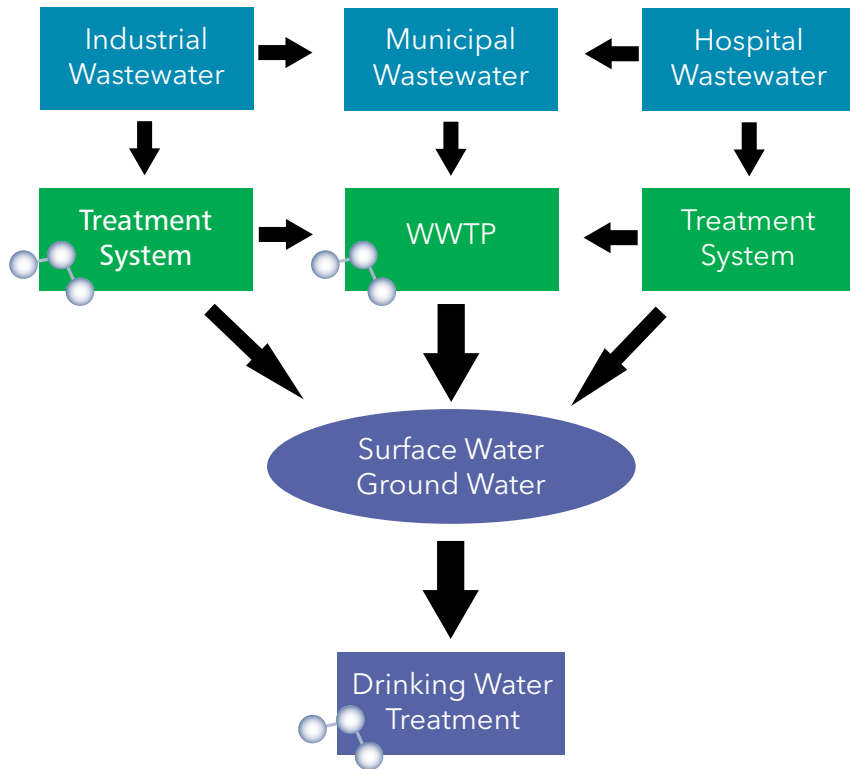 Industrial
Wastewater
Municipal
Wastewater
Hospital
Wastewater
Treatment
System
WWTP
Treatment
System
Surface Water
Ground Water
Drinking Water
Treatment